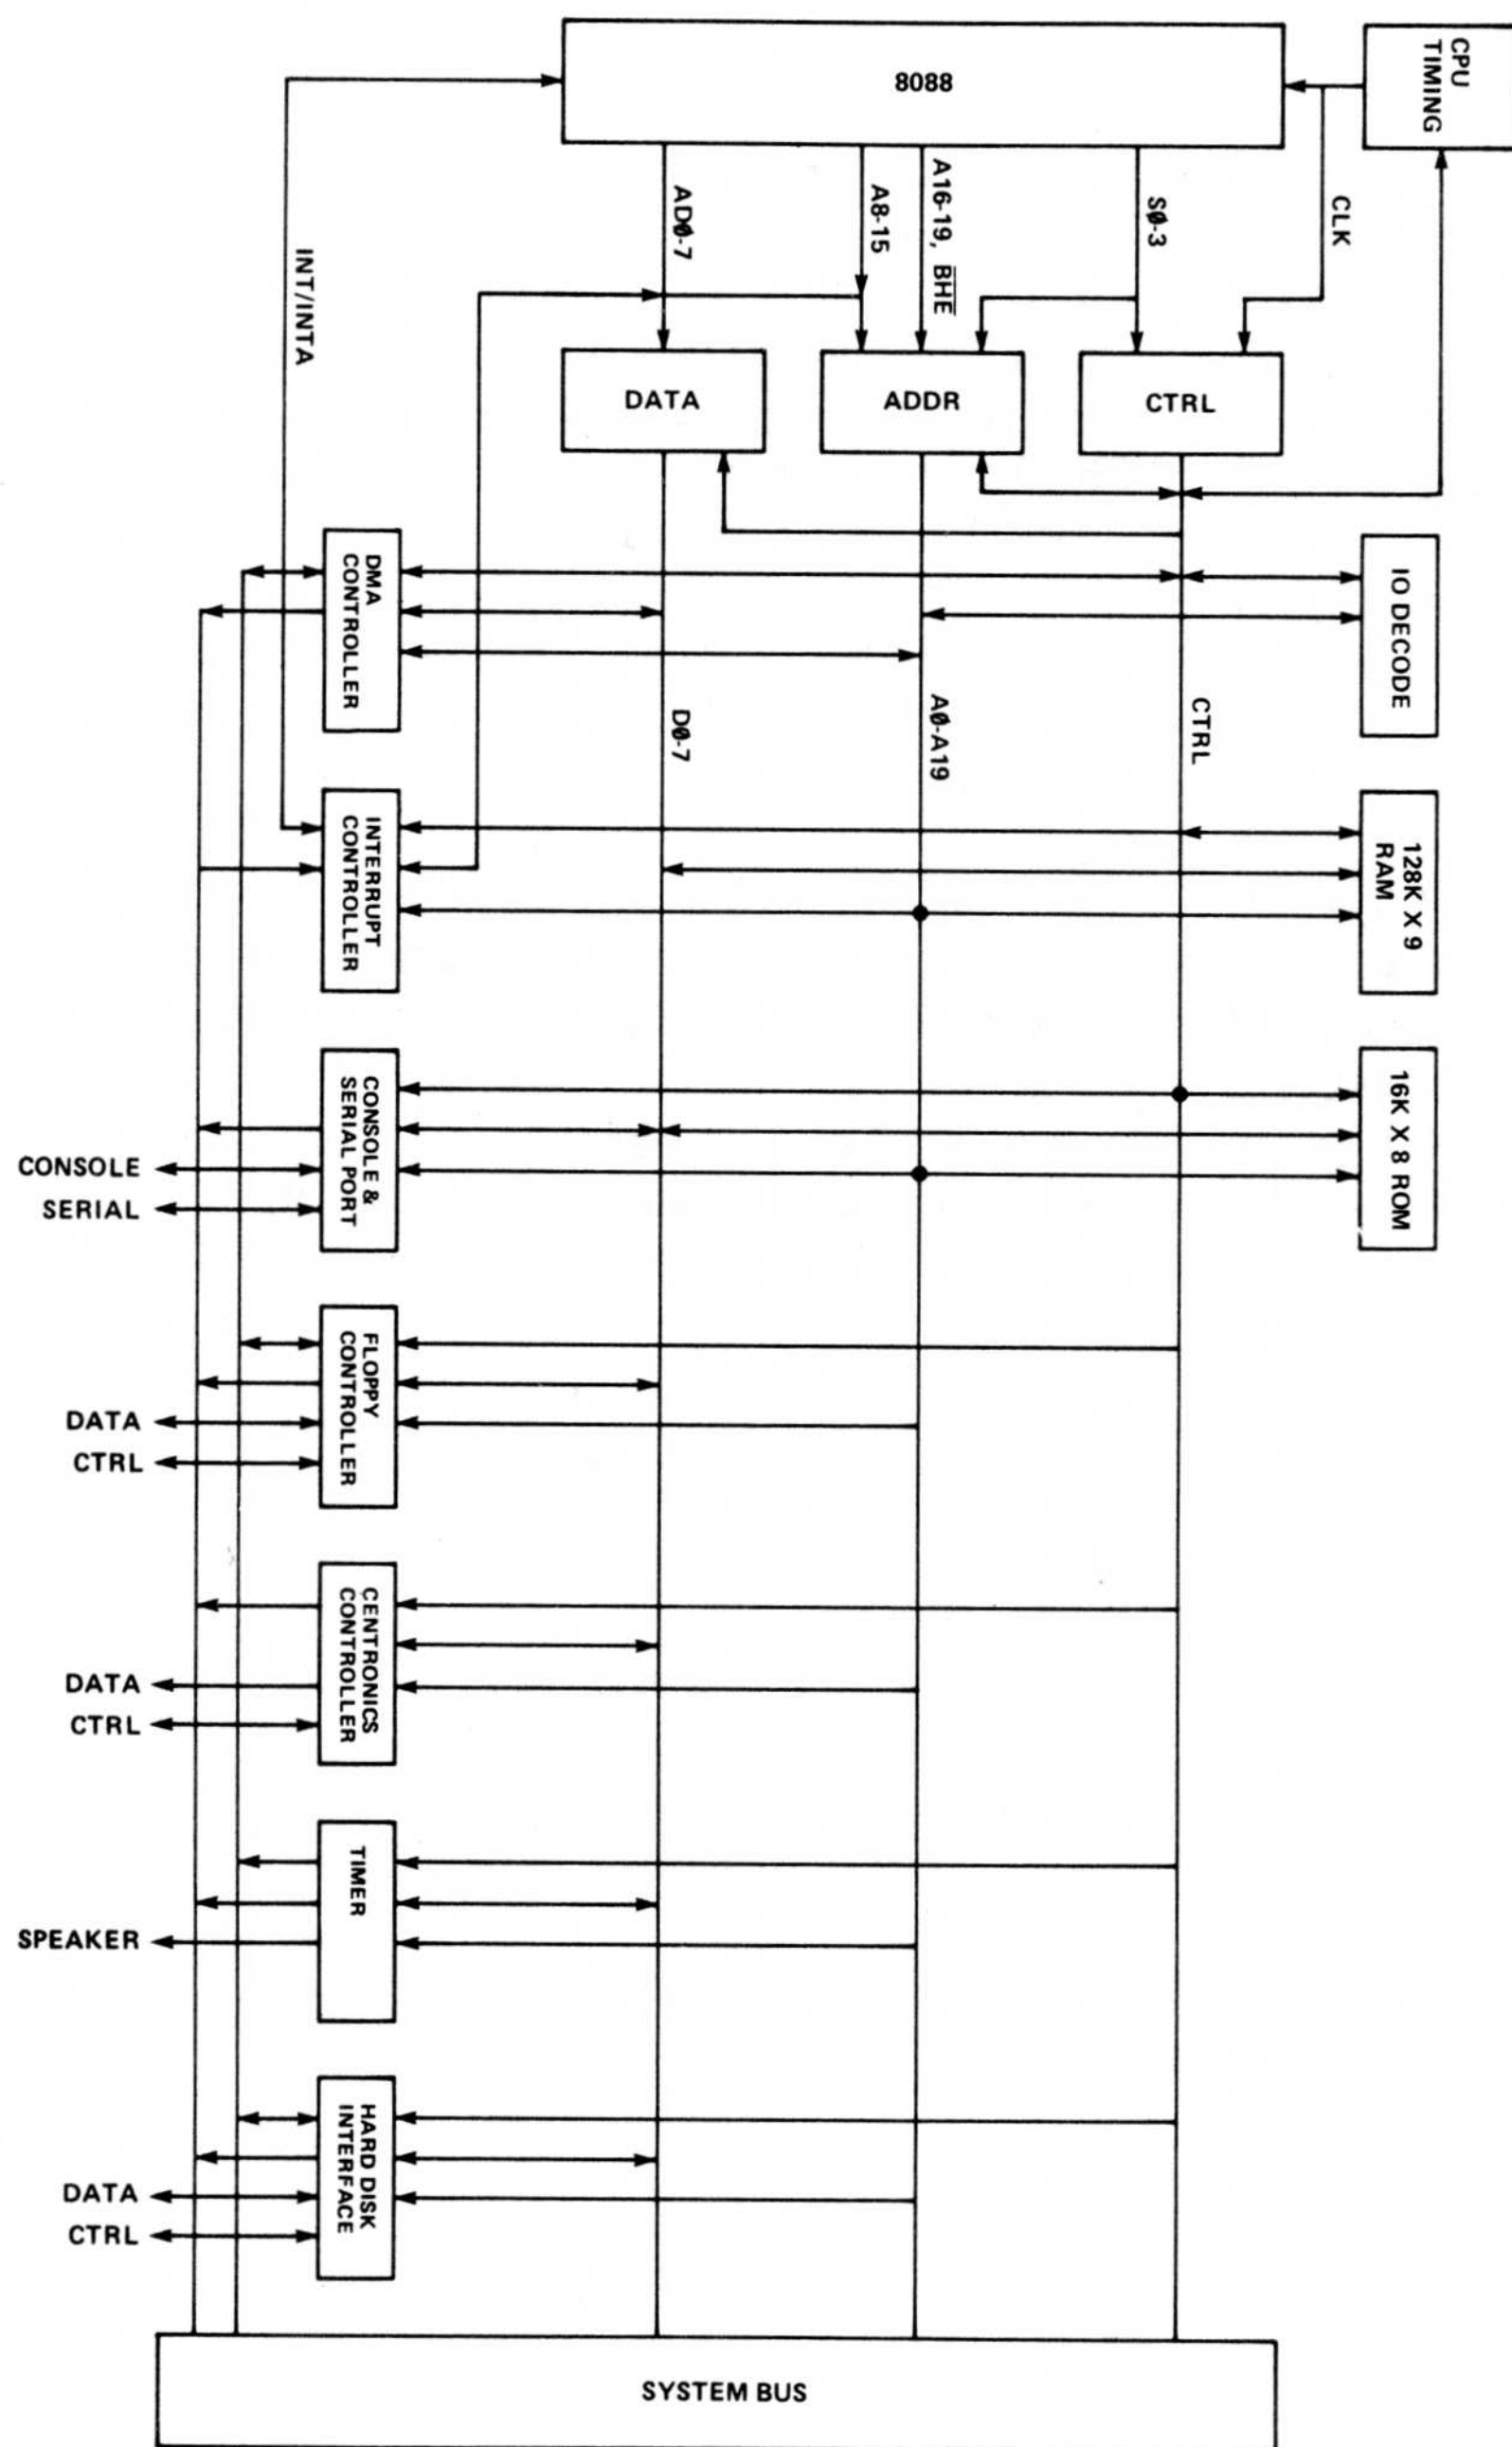 8088
CPU
TIMING
AD0-7
A8-15
A16-19, BHE
S0-3
CLK
INT/INTA
DATA
ADDR
CTRL
DMA
CONTROLLER
IO DECODE
D0-7
A0-A19
CTRL
INTERRUPT
CONTROLLER
128K X 9
RAM
CONSOLE &
SERIAL PORT
16K X 8 ROM
CONSOLE
SERIAL
FLOPPY
CONTROLLER
DATA
CTRL
CENTRONICS
CONTROLLER
DATA
CTRL
TIMER
SPEAKER
HARD DISK
INTERFACE
DATA
CTRL
SYSTEM BUS